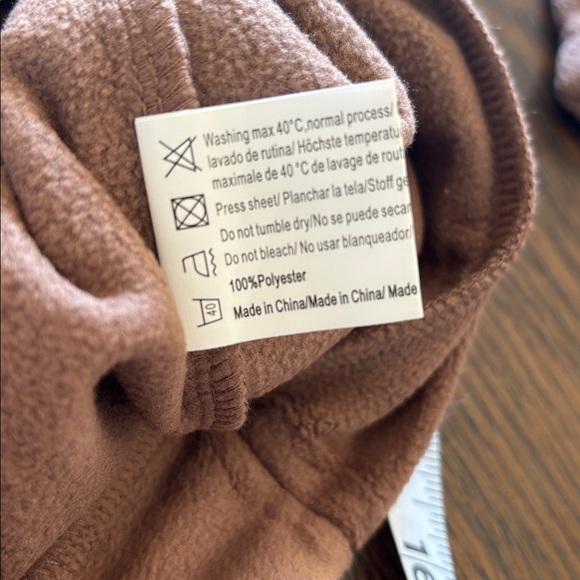 Washing max 40°C,normal process/
lavado de rutina/ Höchste temperatu
maximale de 40 °C de lavage de rout
Press sheet/ Planchar la tela/Stoff ge
Do not tumble dry/No se puede secar
Do not bleach/ No usar blanqueador/
100%Polyester
40
Made in China/Made in China/ Made